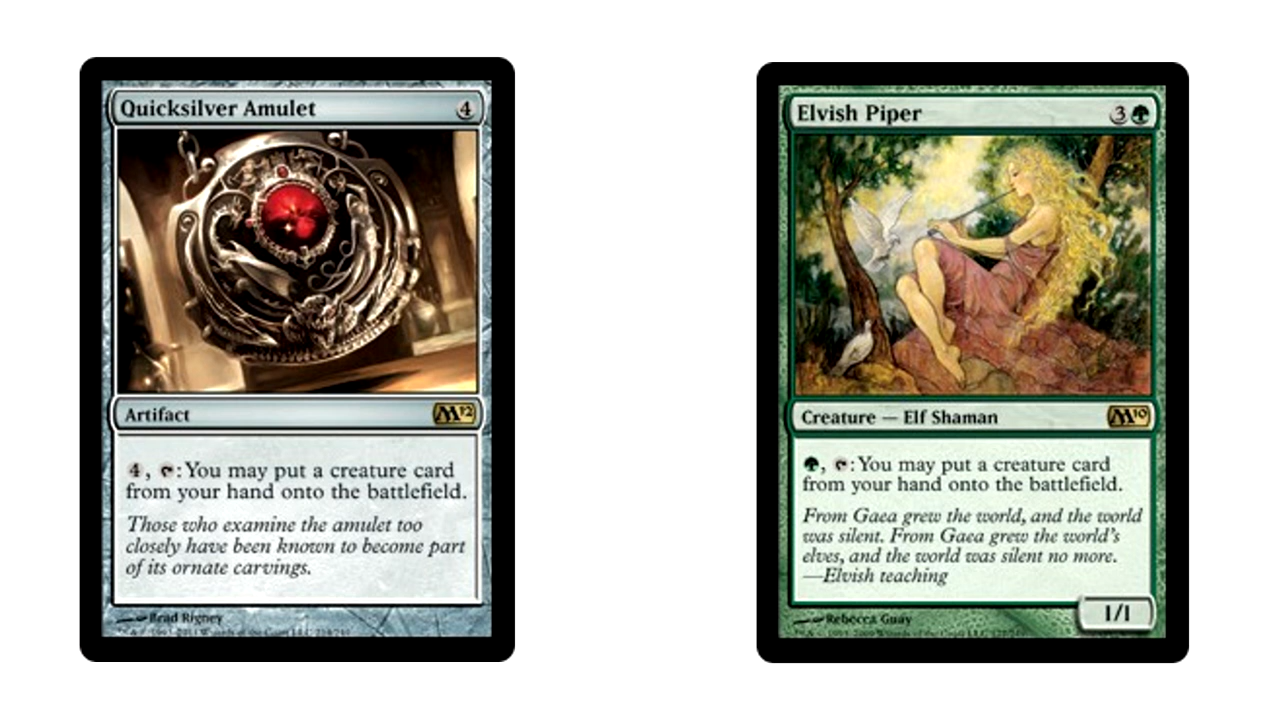 Quicksilver Amulet 4
Artifact M12
4, : You may put a creature card
from your hand onto the battlefield.
Those who examine the amulet too
closely have been known to become part
of its ornate carvings.
Brad Rigney
Elvish Piper 3
Creature — Elf Shaman M10
, : You may put a creature card
from your hand onto the battlefield.
From Gaea grew the world, and the world
was silent. From Gaea grew the world's
elves, and the world was silent no more.
—Elvish teaching
1/1
Rebecca Guay